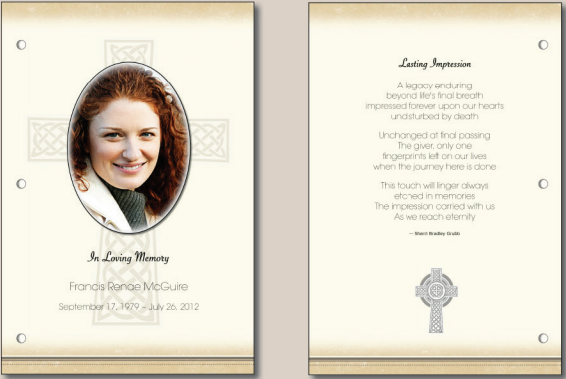 In Loving Memory
Francis Renae McGuire
September 17, 1979 – July 26, 2012
Lasting Impression
A legacy enduring
beyond life's final breath
impressed forever upon our hearts
undisturbed by death
Unchanged at final passing
The giver, only one
fingerprints left on our lives
when the journey here is done
This touch will linger always
etched in memories
The impression carried with us
As we reach eternity
— Sherri Bradley Grubb